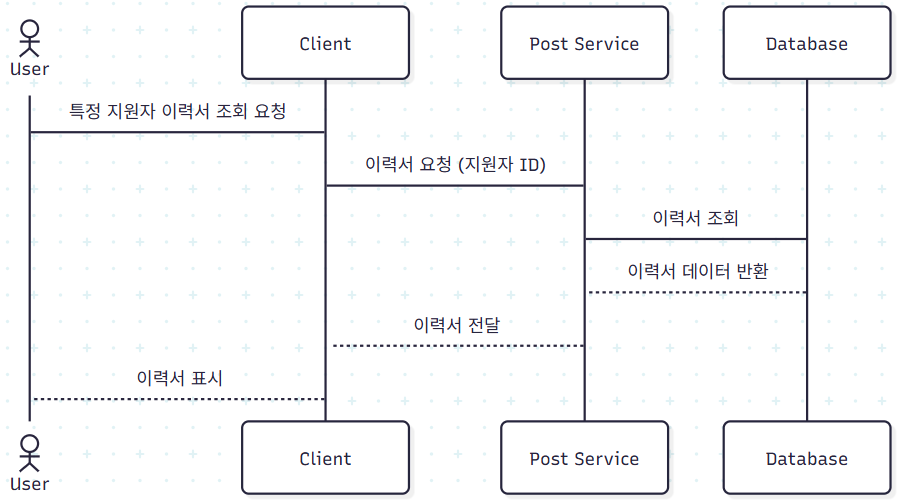 User
Client
Post Service
Database
특정 지원자 이력서 조회 요청
이력서 요청 (지원자 ID)
이력서 조회
이력서 데이터 반환
이력서 전달
이력서 표시
User
Client
Post Service
Database